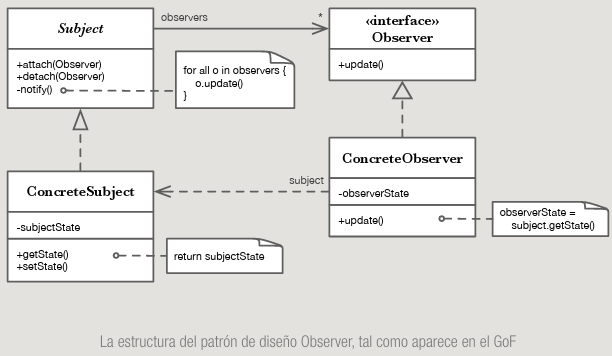 Subject
observers
*
«interface»
Observer
+attach(Observer)
+detach(Observer)
-notify()
for all o in observers {
o.update()
}
+update()
ConcreteSubject
-subjectState
+getState()
+setState()
return subjectState
subject
ConcreteObserver
-observerState
+update()
observerState =
subject.getState()
La estructura del patrón de diseño Observer, tal como aparece en el GoF